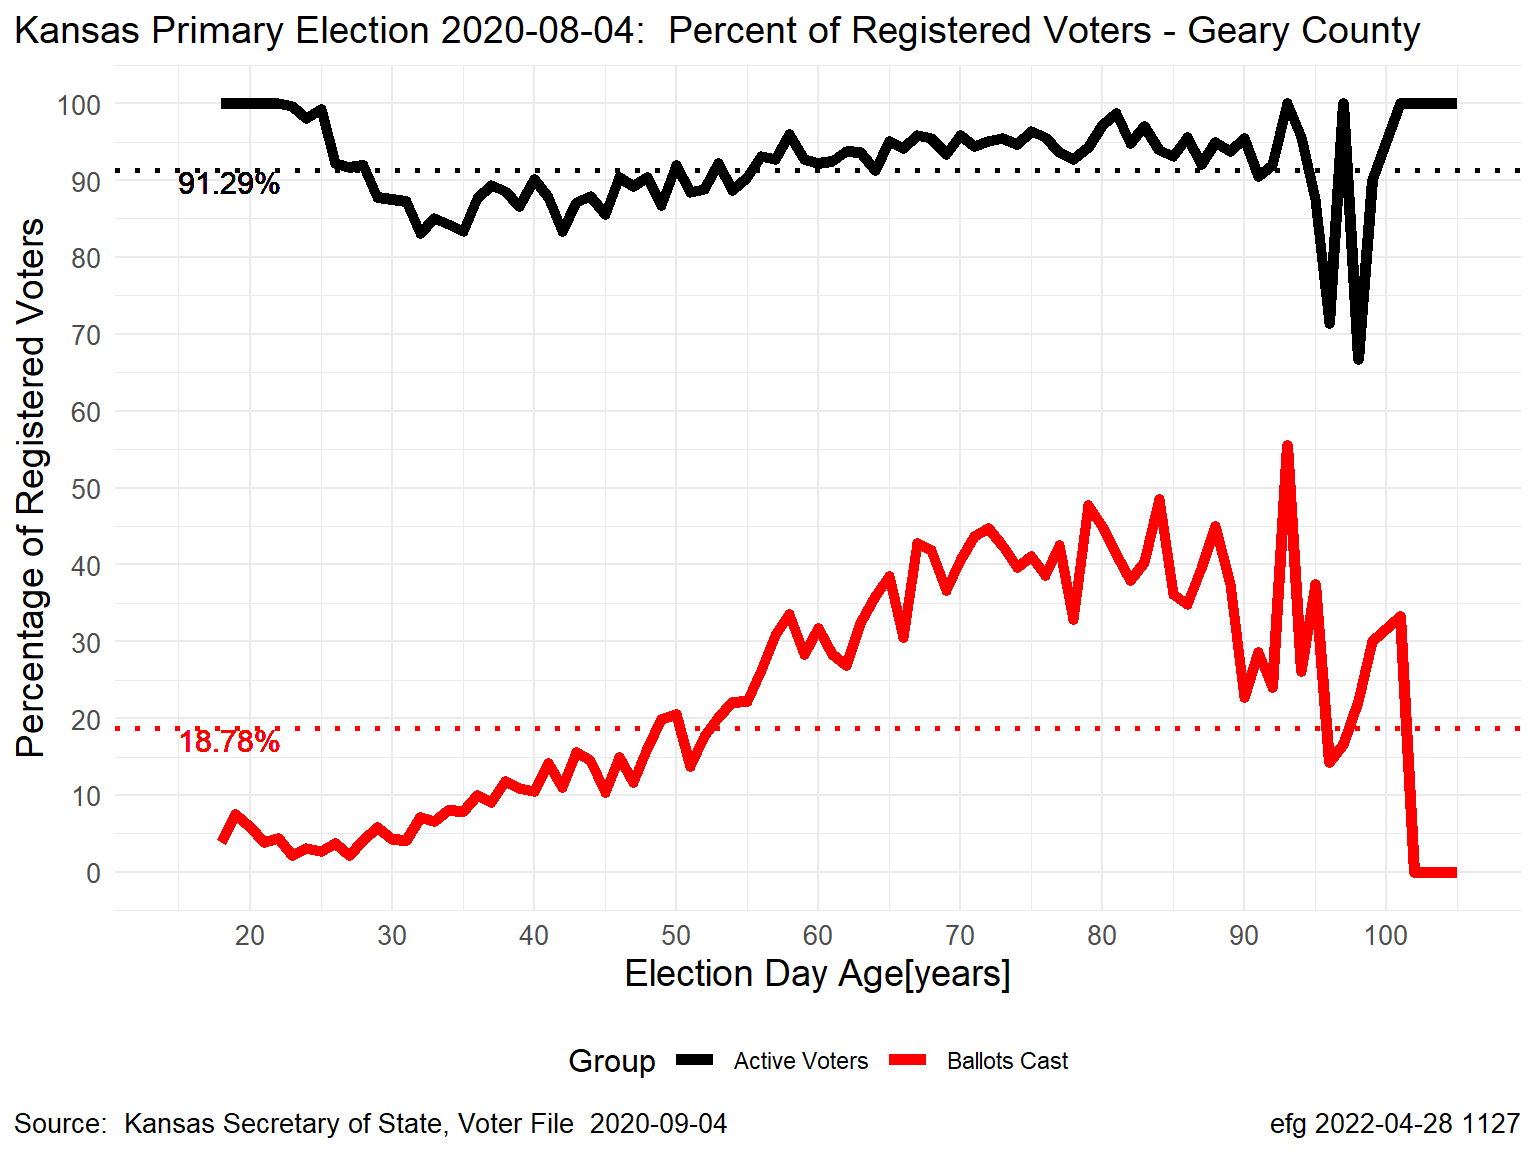 Kansas Primary Election 2020-08-04:  Percent of Registered Voters - Geary County
Percentage of Registered Voters
100
90
80
70
60
50
40
30
20
10
0
91.29%
18.78%
20 30 40 50 60 70 80 90 100
Election Day Age[years]
Group Active Voters Ballots Cast
Source:  Kansas Secretary of State, Voter File  2020-09-04
efg 2022-04-28 1127